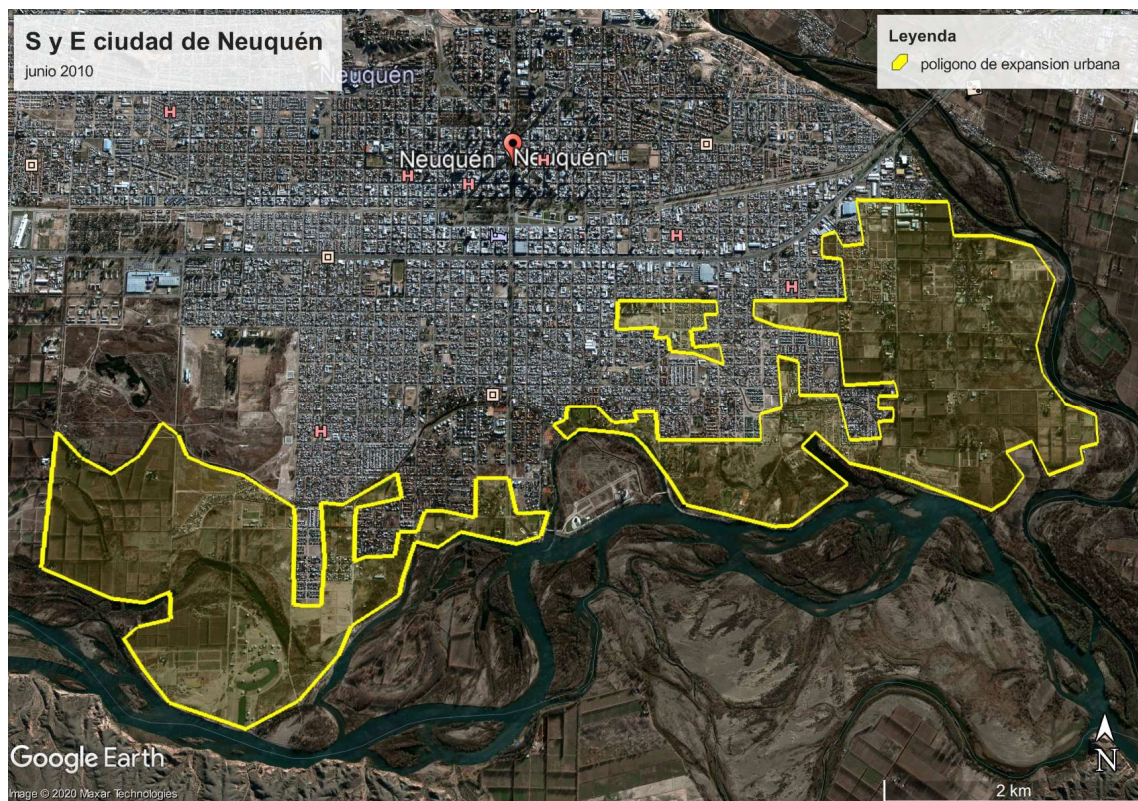 S y E ciudad de Neuquén
junio 2010
Leyenda
poligono de expansion urbana
Neuquén
H
Neuquén
Neuquén
H
H
H
H
H
H
Google Earth
Image © 2020 Maxar Technologies
N
2 km